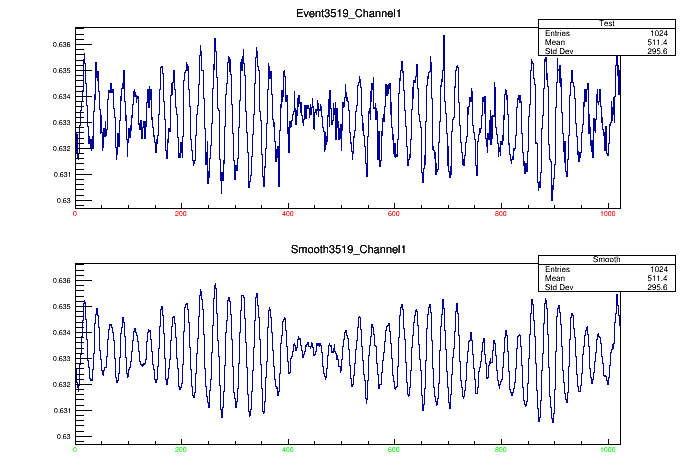 Event3519_Channel1
Test
Entries 1024
Mean 511.4
Std Dev 295.6
0.636
0.635
0.634
0.633
0.632
0.631
0.63
0 200 400 600 800 1000
Smooth3519_Channel1
Smooth
Entries 1024
Mean 511.4
Std Dev 295.6
0.636
0.635
0.634
0.633
0.632
0.631
0.63
0 200 400 600 800 1000